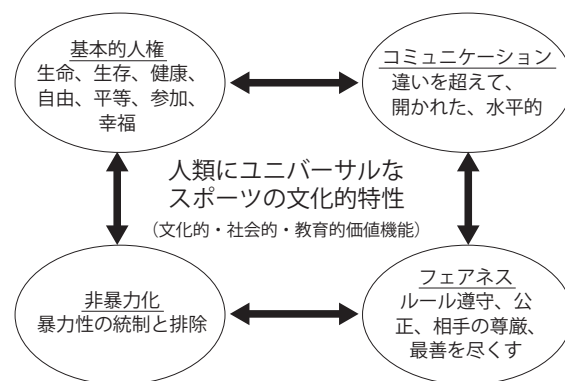 基本的人権
生命、生存、健康、
自由、平等、参加、
幸福
コミュニケーション
違いを超えて、
開かれた、水平的
人類にユニバーサルな
スポーツの文化的特性
（文化的・社会的・教育的価値機能）
非暴力化
暴力性の統制と排除
フェアネス
ルール遵守、公
正、相手の尊厳、
最善を尽くす